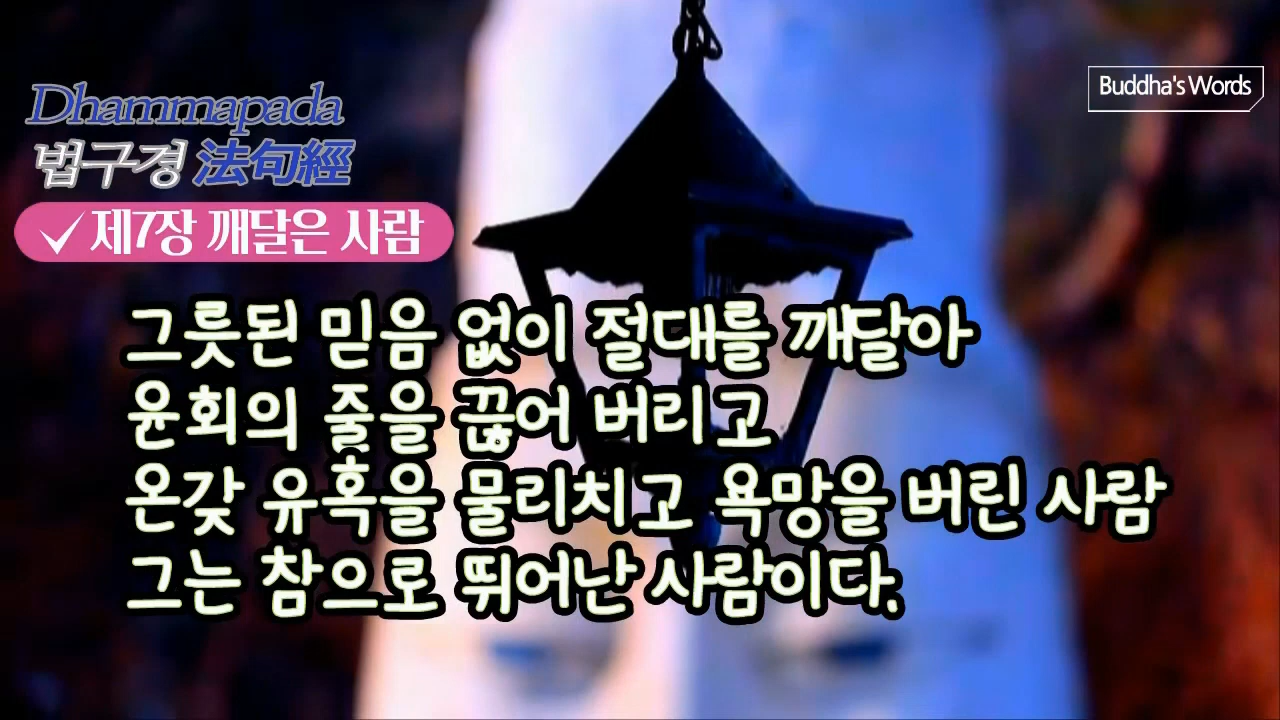 Dhammapada
법구경 法句經
Buddha's Words
제7장 깨달은 사람
그릇된 믿음 없이 절대를 깨달아
윤회의 줄을 끊어 버리고
온갖 유혹을 물리치고 욕망을 버린 사람
그는 참으로 뛰어난 사람이다.